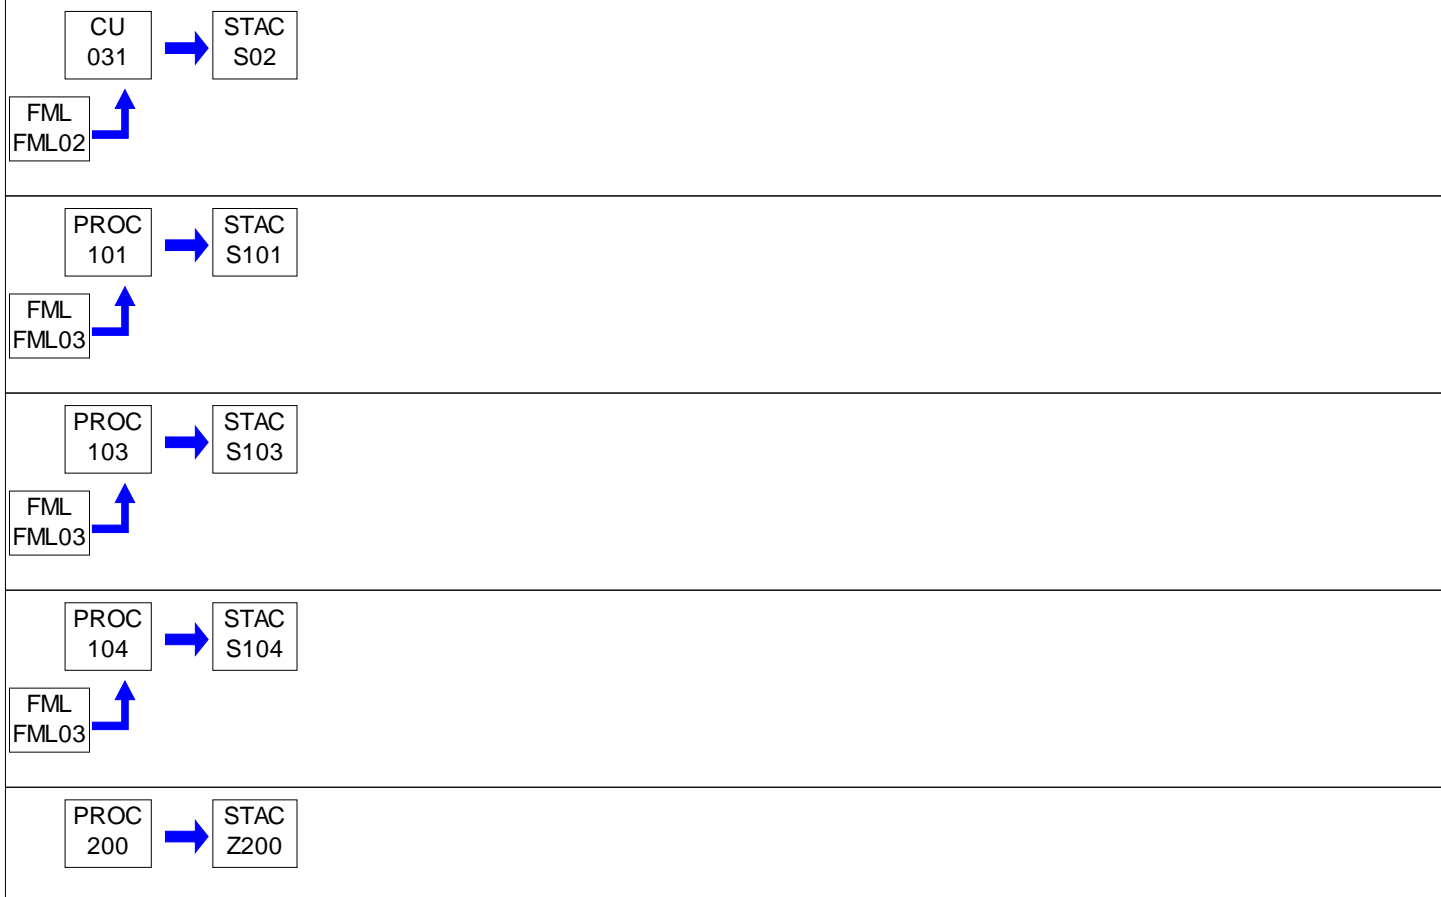 CU
031
STAC
S02
FML
FML02
PROC
101
STAC
S101
FML
FML03
PROC
103
STAC
S103
FML
FML03
PROC
104
STAC
S104
FML
FML03
PROC
200
STAC
Z200